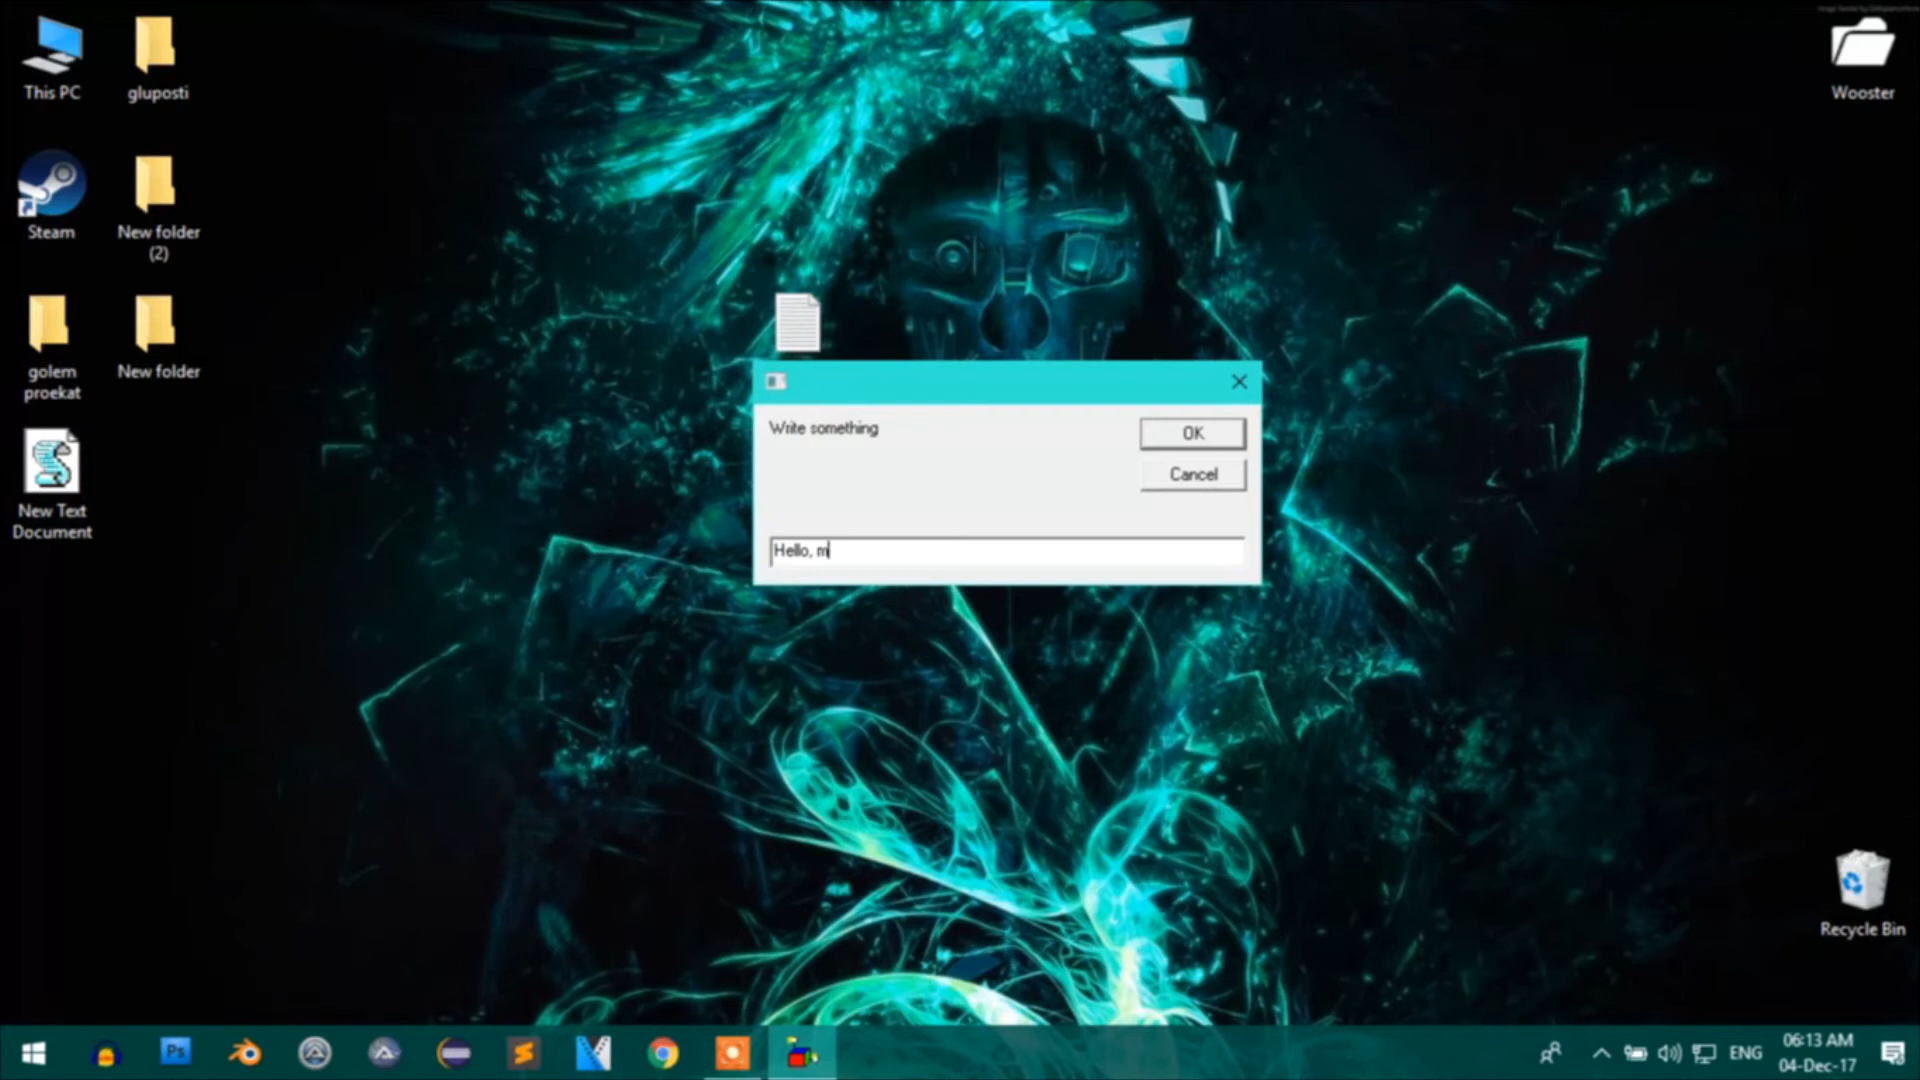 This PC
gluposti
Wooster
Steam
New folder
(2)
golem
proekat
New folder
New Text
Document
Write something
OK
Cancel
Hello, m
Recycle Bin
Ps
ENG
06:13 AM
04-Dec-17